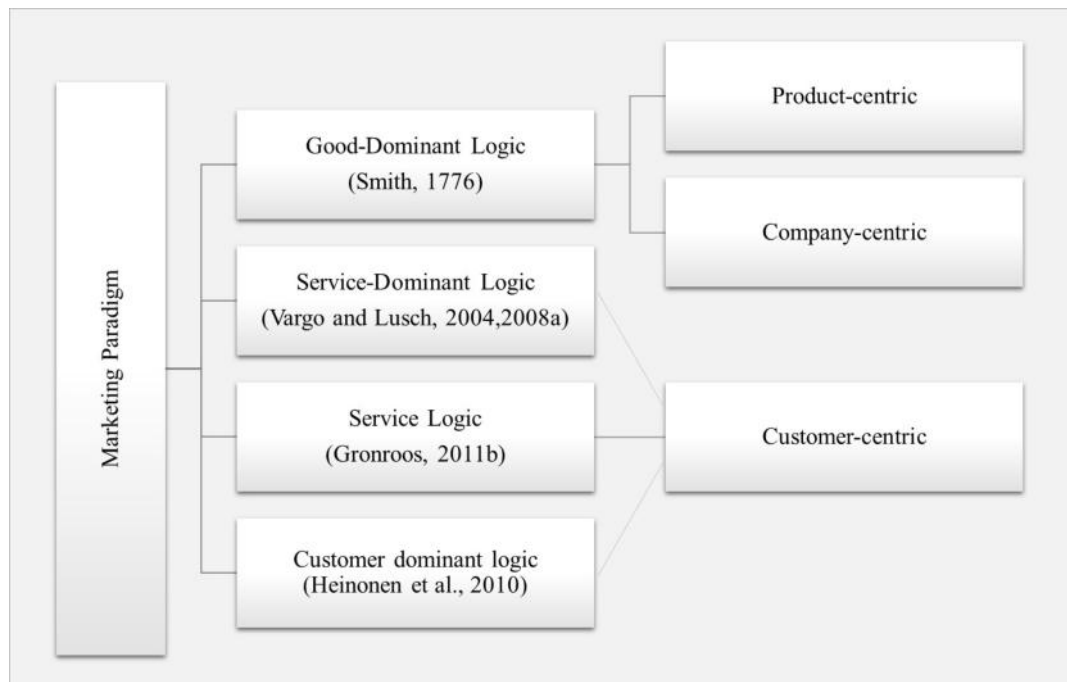 Marketing Paradigm
Good-Dominant Logic
(Smith, 1776)
Service-Dominant Logic
(Vargo and Lusch, 2004,2008a)
Service Logic
(Gronroos, 2011b)
Customer dominant logic
(Heinonen et al., 2010)
Product-centric
Company-centric
Customer-centric